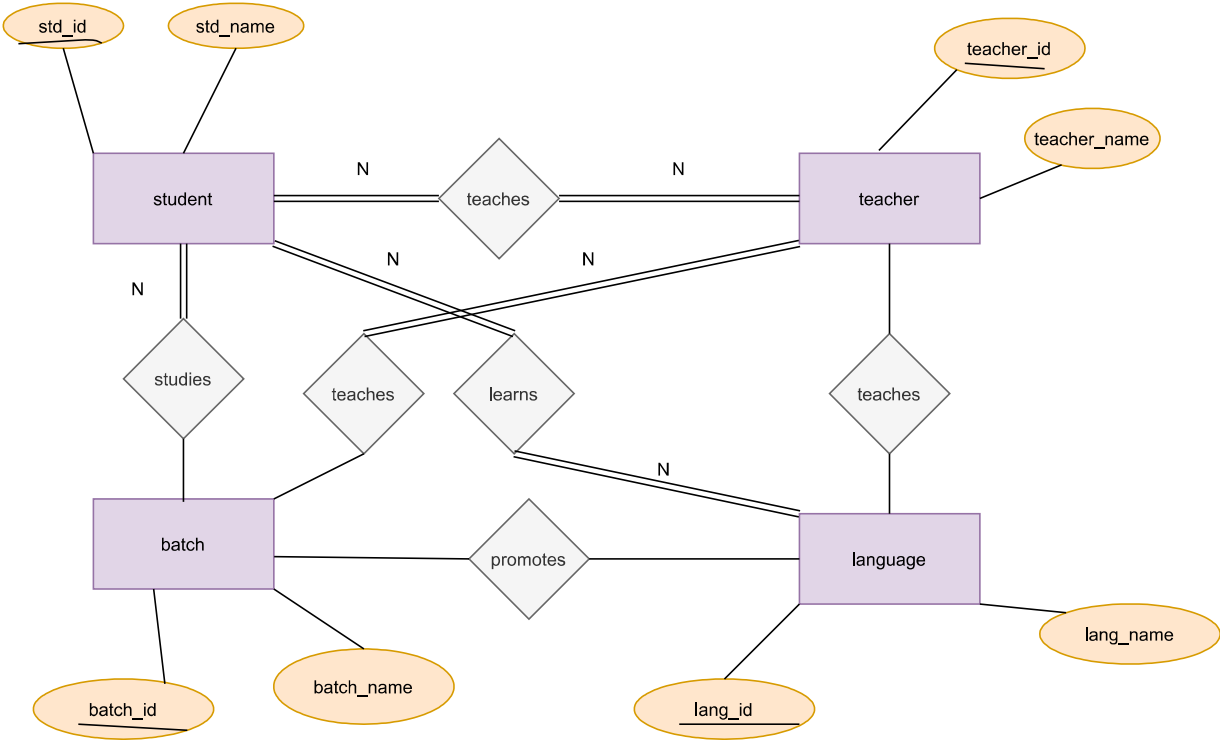 std_id
std_name
teacher_id
teacher_name
N
N
student
teaches
teacher
N
N
N
studies
teaches
learns
teaches
N
batch
promotes
language
lang_name
batch_name
batch_id
lang_id